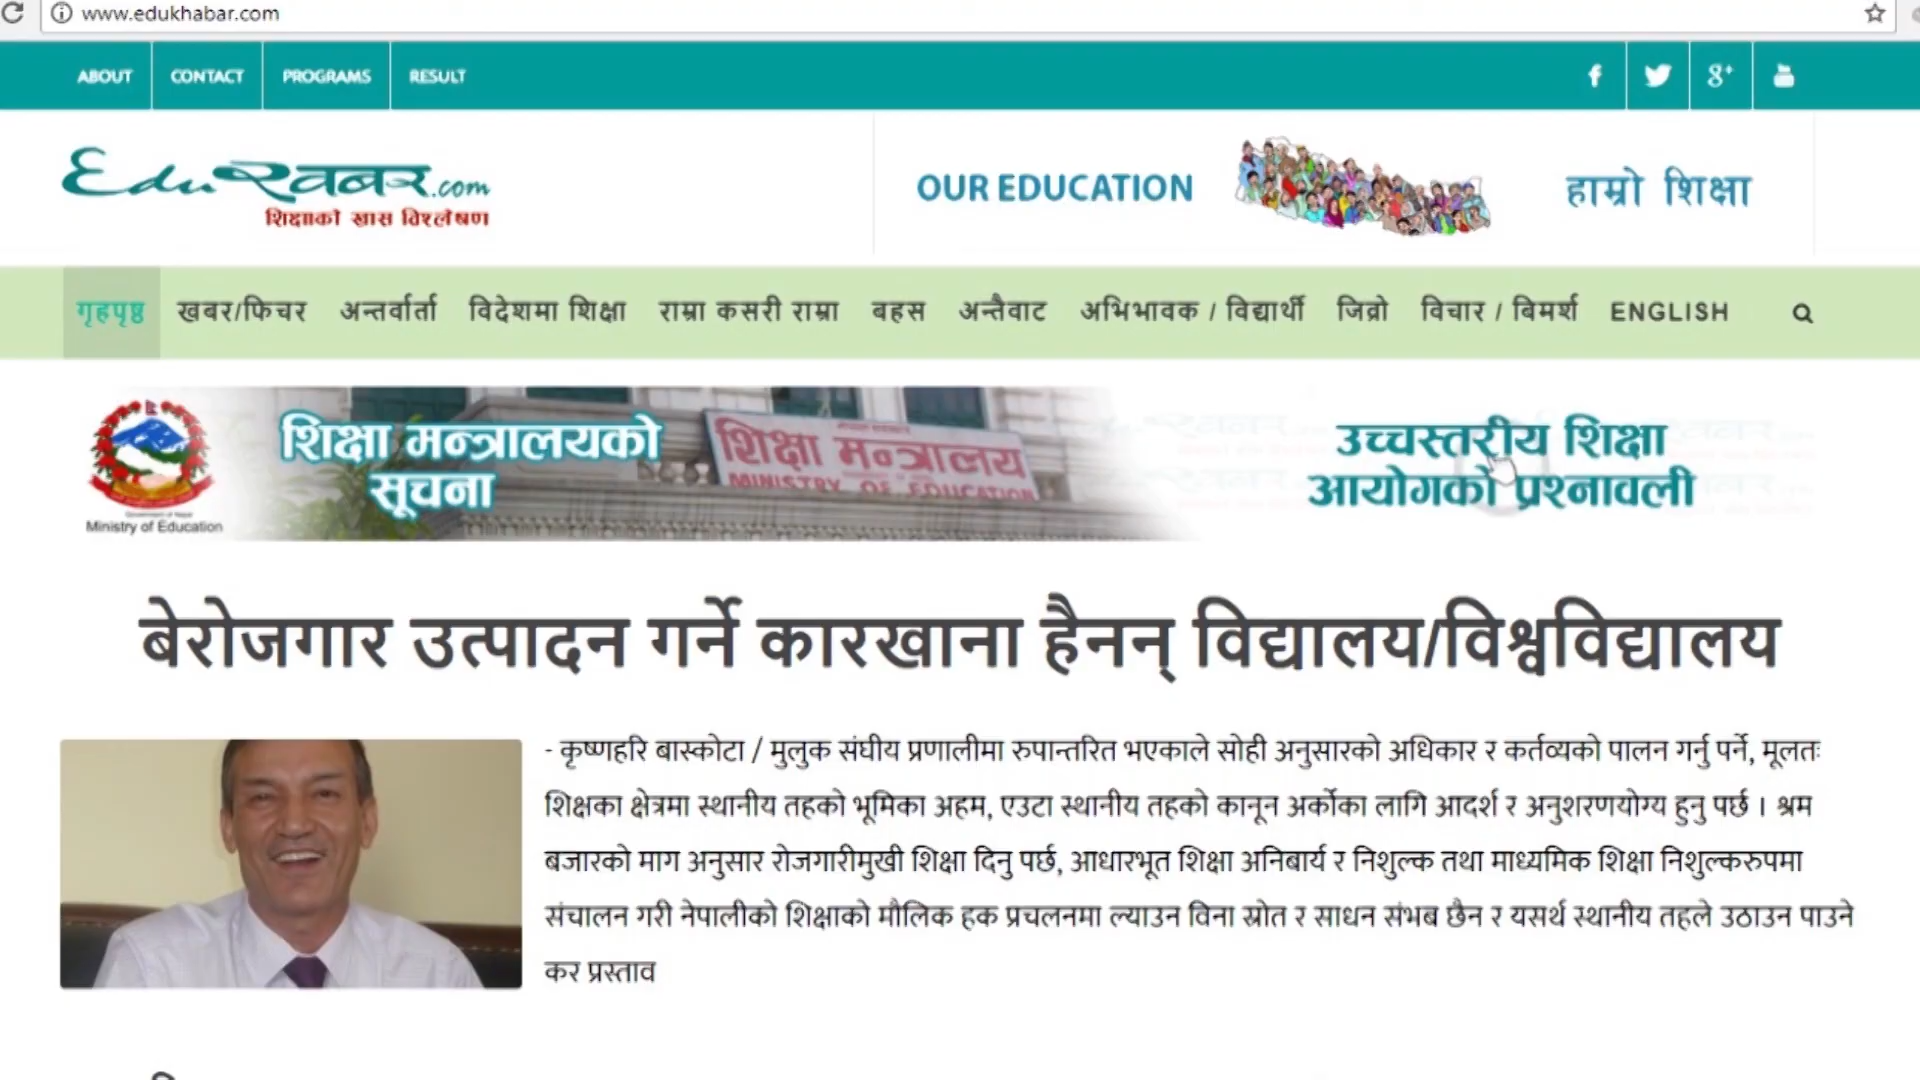 www.edukhabar.com
ABOUT CONTACT PROGRAMS RESULT
Edu खबर.com
शिक्षाको खास विश्लेषण
OUR EDUCATION हाम्रो शिक्षा
गृहपृष्ठ खबर/फिचर अन्तर्वार्ता विदेशमा शिक्षा राम्रा कसरी राम्रा बहस अन्तैवाट अभिभावक / विद्यार्थी जिव्रो विचार / बिमर्श ENGLISH
शिक्षा मन्त्रालयको
सूचना
शिक्षा मन्त्रालय
MINISTRY OF EDUCATION
Ministry of Education
उच्चस्तरीय शिक्षा
आयोगको प्रश्नावली
बेरोजगार उत्पादन गर्ने कारखाना हैनन् विद्यालय/विश्वविद्यालय
- कृष्णहरि बास्कोटा / मुलुक संघीय प्रणालीमा रुपान्तरित भएकाले सोही अनुसारको अधिकार र कर्तव्यको पालन गर्नु पर्ने, मूलतः
शिक्षका क्षेत्रमा स्थानीय तहको भूमिका अहम, एउटा स्थानीय तहको कानून अर्कोका लागि आदर्श र अनुशरणयोग्य हुनु पर्छ । श्रम
बजारको माग अनुसार रोजगारीमुखी शिक्षा दिनु पर्छ, आधारभूत शिक्षा अनिबार्य र निशुल्क तथा माध्यमिक शिक्षा निशुल्करुपमा
संचालन गरी नेपालीको शिक्षाको मौलिक हक प्रचलनमा ल्याउन विना स्रोत र साधन संभब छैन र यसर्थ स्थानीय तहले उठाउन पाउने
कर प्रस्ताव